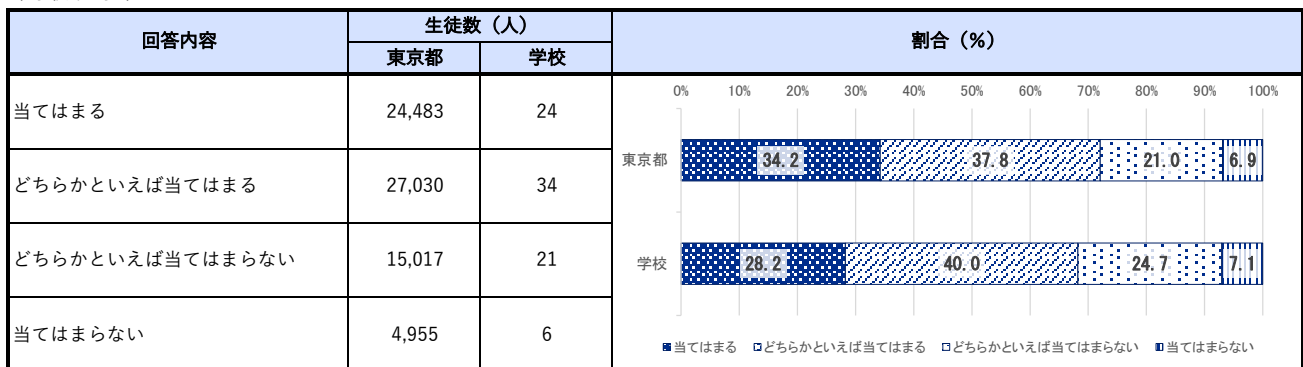 回答内容
生徒数（人）
割合（%）
東京都
学校
当てはまる
24,483
24
どちらかといえば当てはまる
27,030
34
どちらかといえば当てはまらない
15,017
21
当てはまらない
4,955
6
0%
10%
20%
30%
40%
50%
60%
70%
80%
90%
100%
東京都
34.2
37.8
21.0
6.9
学校
28.2
40.0
24.7
7.1
当てはまる
どちらかといえば当てはまる
どちらかといえば当てはまらない
当てはまらない